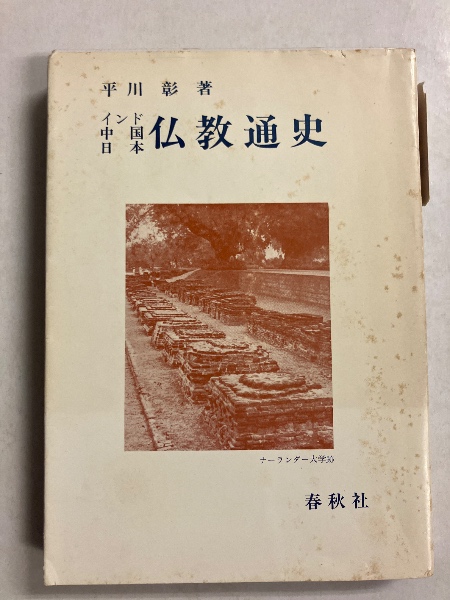 平川 彰 著
インド
中国
日本
仏教通史
ナーランダー大学跡
春秋社